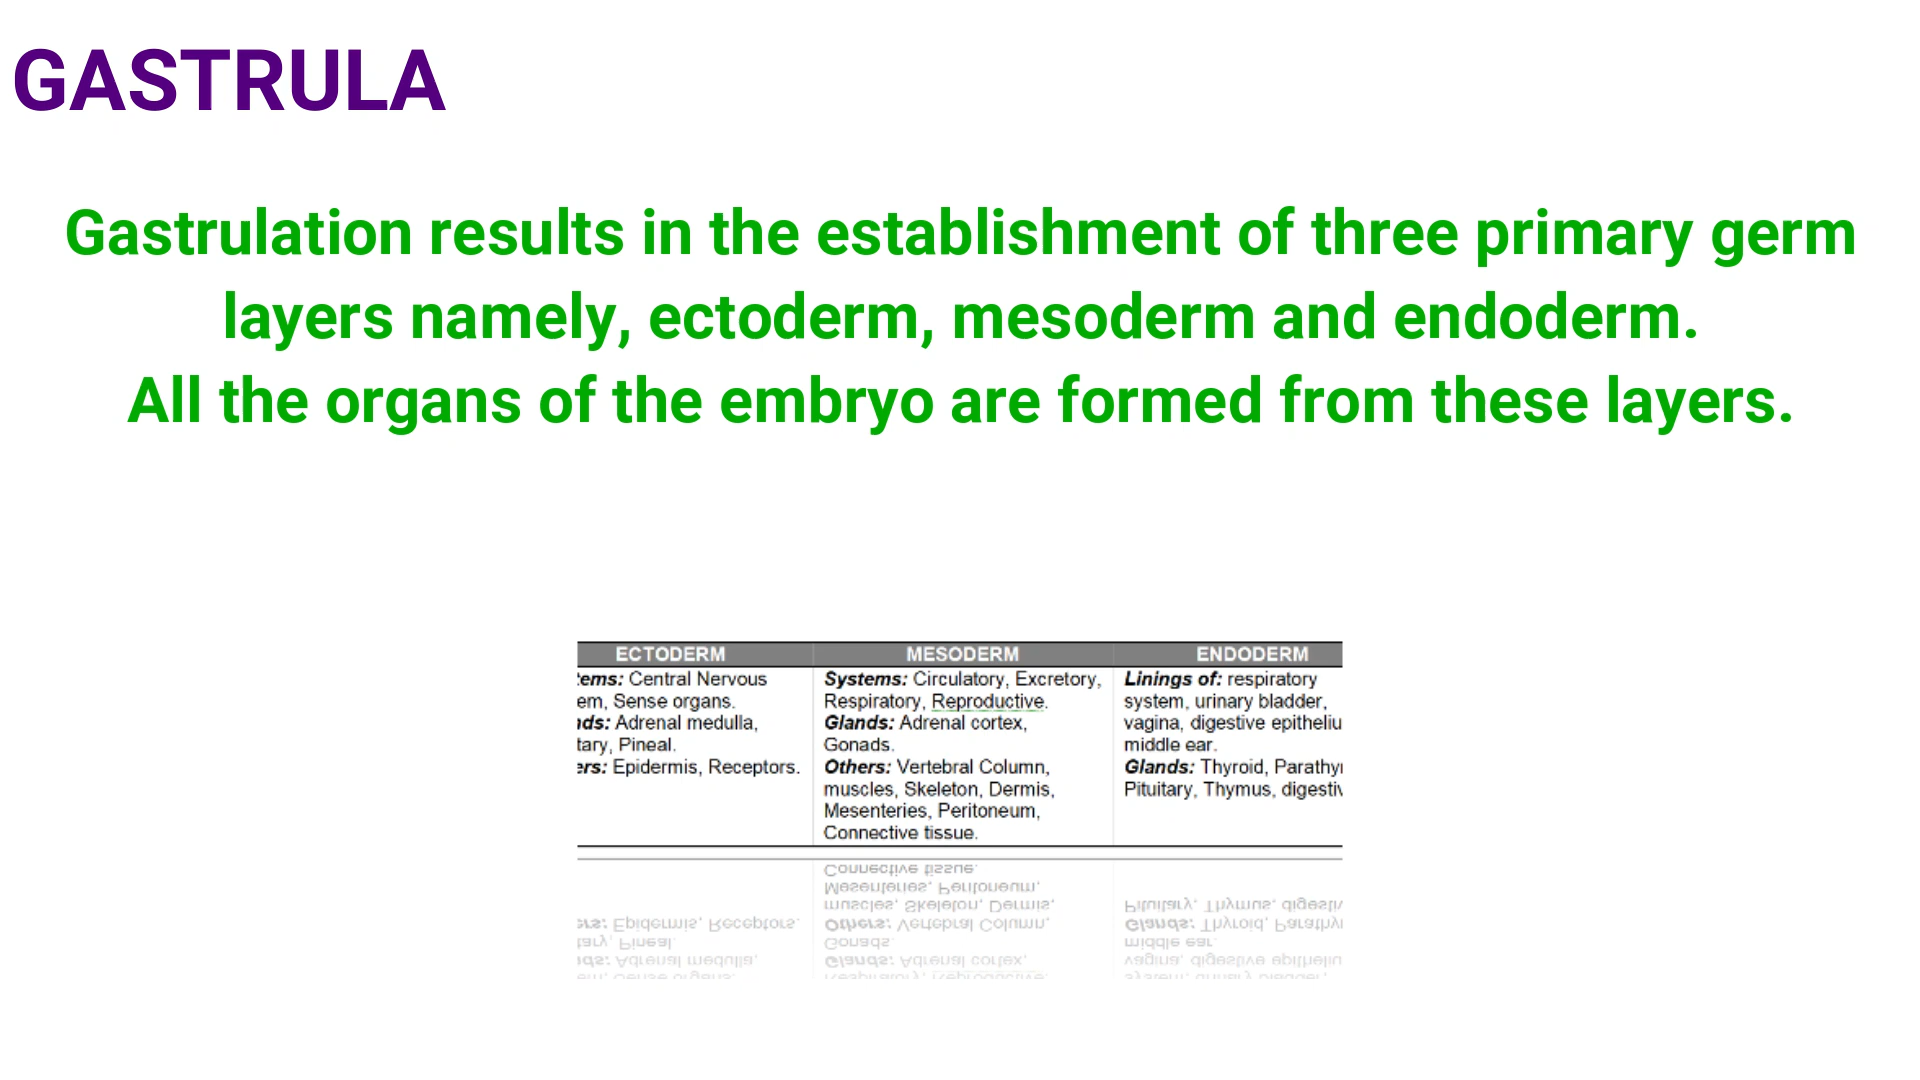 GASTRULA
Gastrulation results in the establishment of three primary germ
layers namely, ectoderm, mesoderm and endoderm.
All the organs of the embryo are formed from these layers.
ECTODERM
ems: Central Nervous
em, Sense organs.
nds: Adrenal medulla,
tary, Pineal.
ers: Epidermis, Receptors.
MESODERM
Systems: Circulatory, Excretory,
Respiratory, Reproductive.
Glands: Adrenal cortex,
Gonads.
Others: Vertebral Column,
muscles, Skeleton, Dermis,
Mesenteries, Peritoneum,
Connective tissue.
ENDODERM
Linings of: respiratory
system, urinary bladder,
vagina, digestive epitheliu
middle ear.
Glands: Thyroid, Parathy
Pituitary, Thymus, digestiv